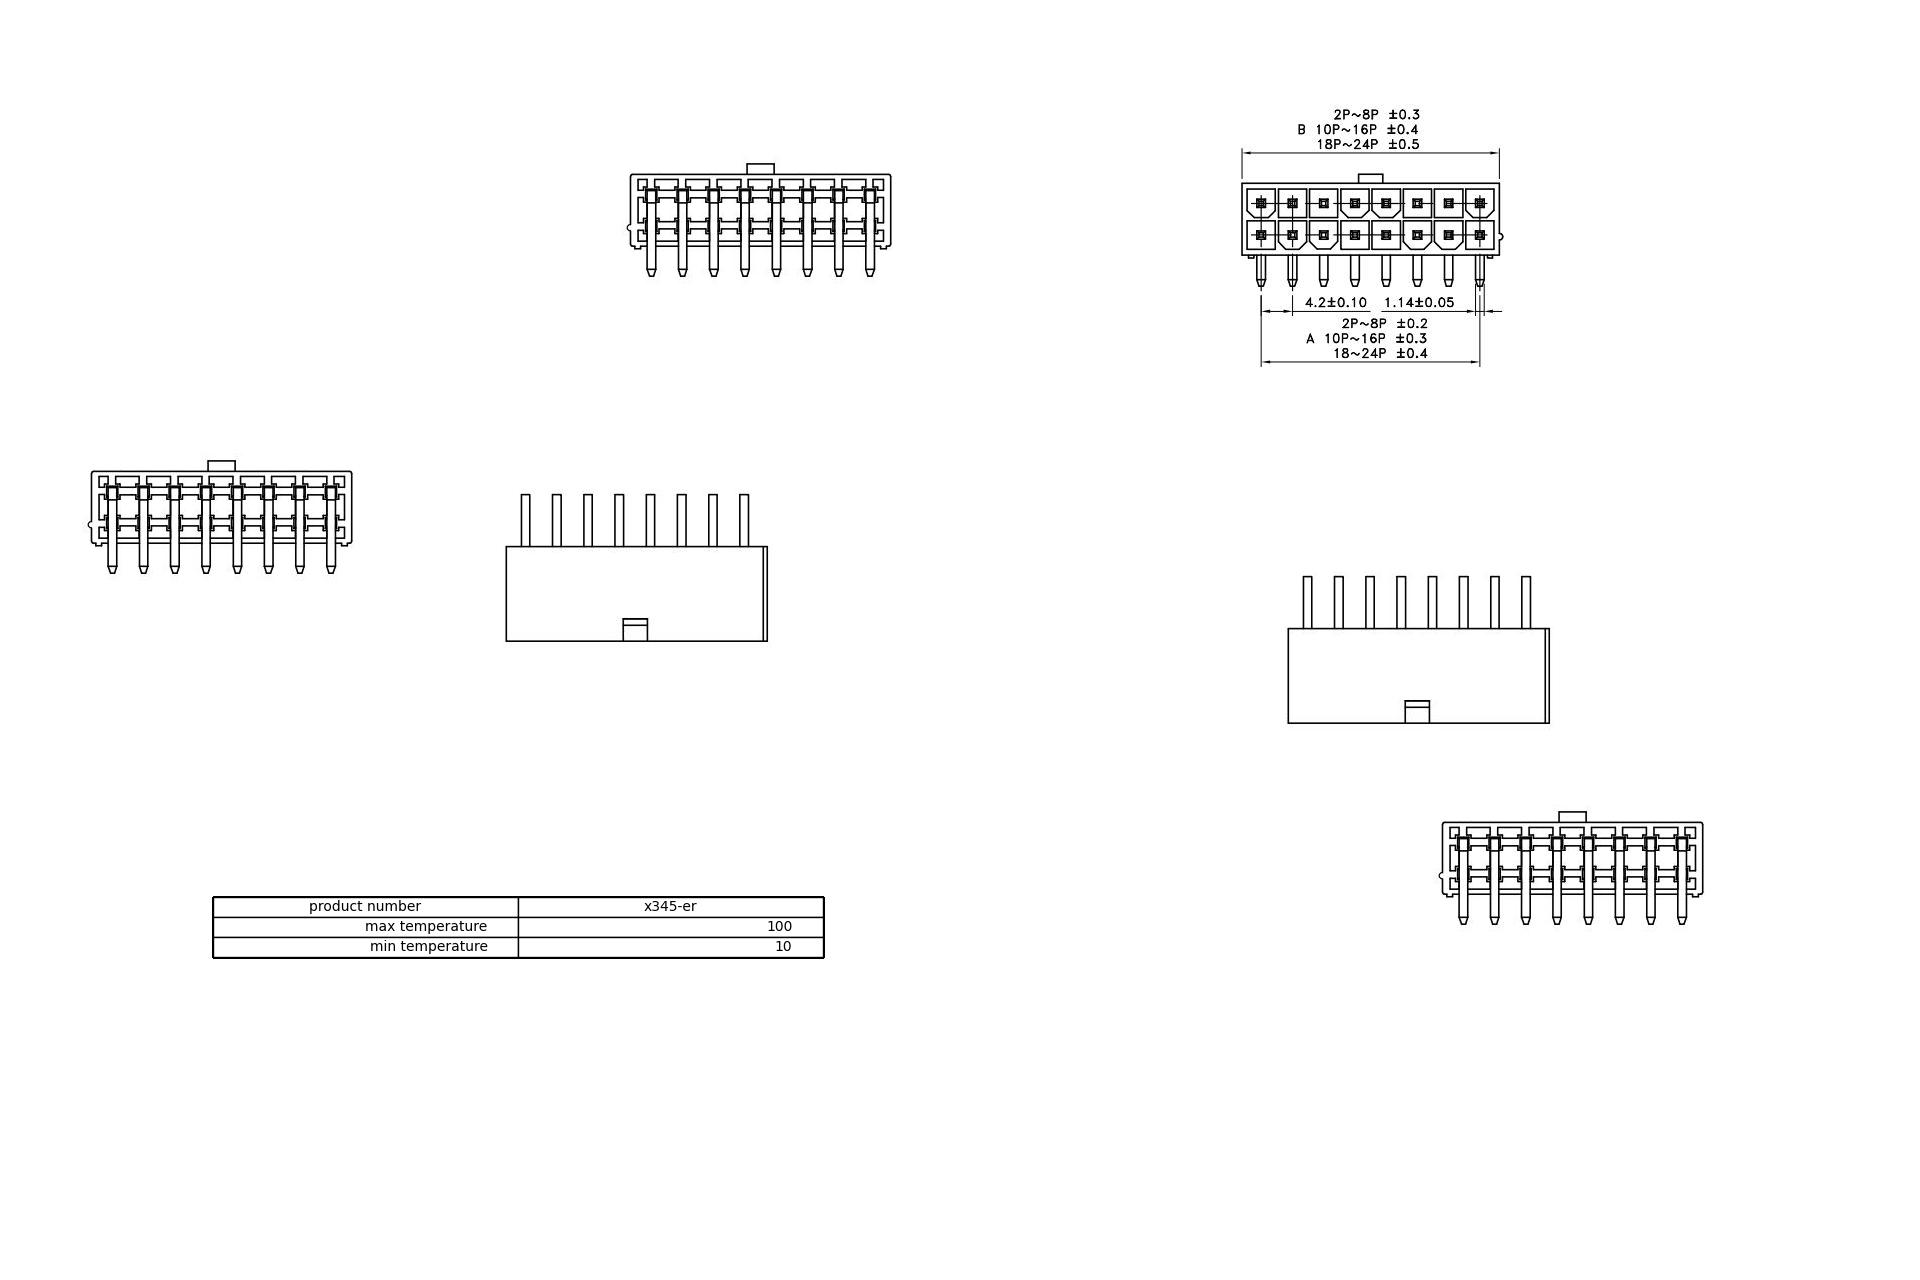 2P~8P ±0.3
B 10P~16P ±0.4
18P~24P ±0.5
4.2±0.10 1.14±0.05
2P~8P ±0.2
A 10P~16P ±0.3
18~24P ±0.4
product number x345-er
max temperature 100
min temperature 10